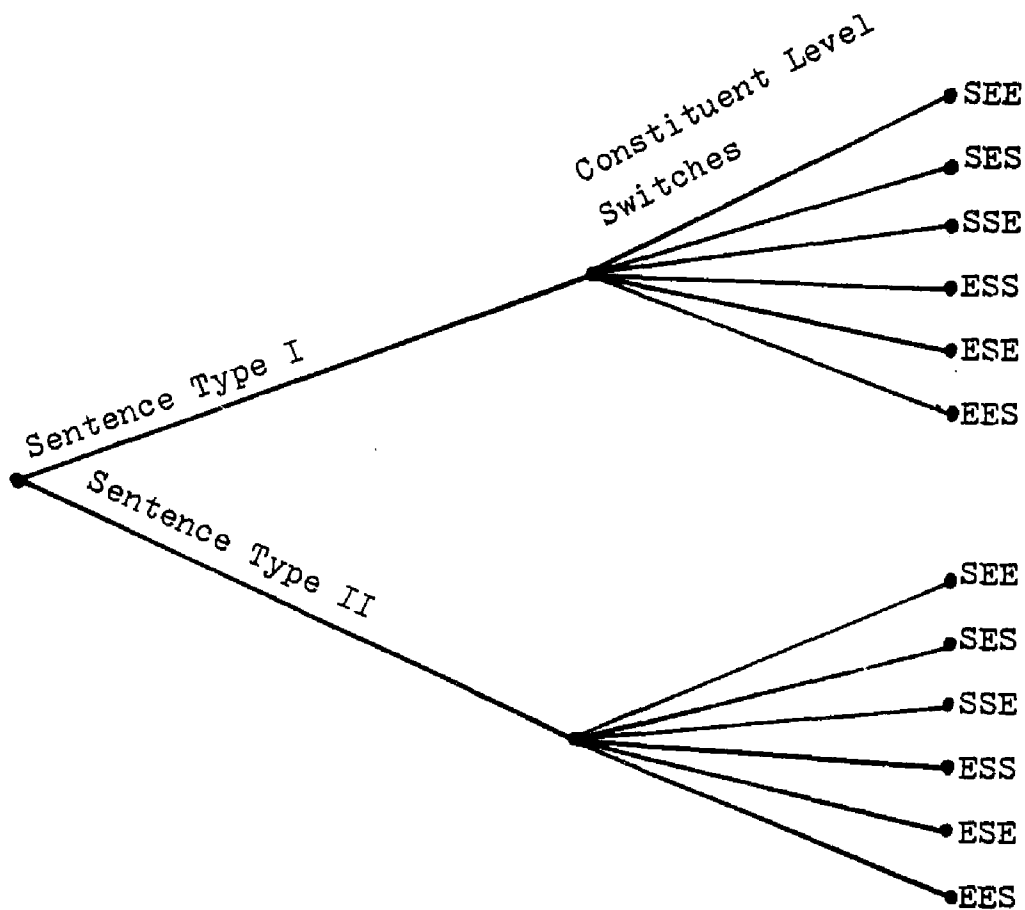 Constituent Level
Switches
SEE
SES
SSE
ESS
ESE
EES
Sentence Type I
Sentence Type II
SEE
SES
SSE
ESS
ESE
EES